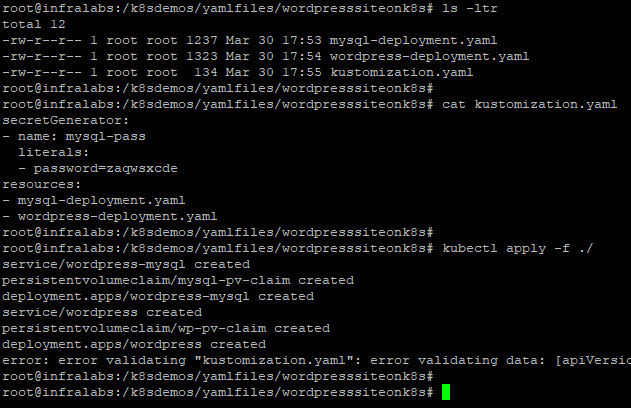 root@infralabs:/k8sdemos/yamlfiles/wordpresssiteonk8s# ls -ltr
total 12
-rw-r--r-- 1 root root 1237 Mar 30 17:53 mysql-deployment.yaml
-rw-r--r-- 1 root root 1323 Mar 30 17:54 wordpress-deployment.yaml
-rw-r--r-- 1 root root  134 Mar 30 17:55 kustomization.yaml
root@infralabs:/k8sdemos/yamlfiles/wordpresssiteonk8s#
root@infralabs:/k8sdemos/yamlfiles/wordpresssiteonk8s# cat kustomization.yaml
secretGenerator:
- name: mysql-pass
  literals:
  - password=zaqwsxcde
resources:
- mysql-deployment.yaml
- wordpress-deployment.yaml
root@infralabs:/k8sdemos/yamlfiles/wordpresssiteonk8s#
root@infralabs:/k8sdemos/yamlfiles/wordpresssiteonk8s# kubectl apply -f ./
service/wordpress-mysql created
persistentvolumeclaim/mysql-pv-claim created
deployment.apps/wordpress-mysql created
service/wordpress created
persistentvolumeclaim/wp-pv-claim created
deployment.apps/wordpress created
error: error validating "kustomization.yaml": error validating data: [apiVersio
root@infralabs:/k8sdemos/yamlfiles/wordpresssiteonk8s#
root@infralabs:/k8sdemos/yamlfiles/wordpresssiteonk8s#